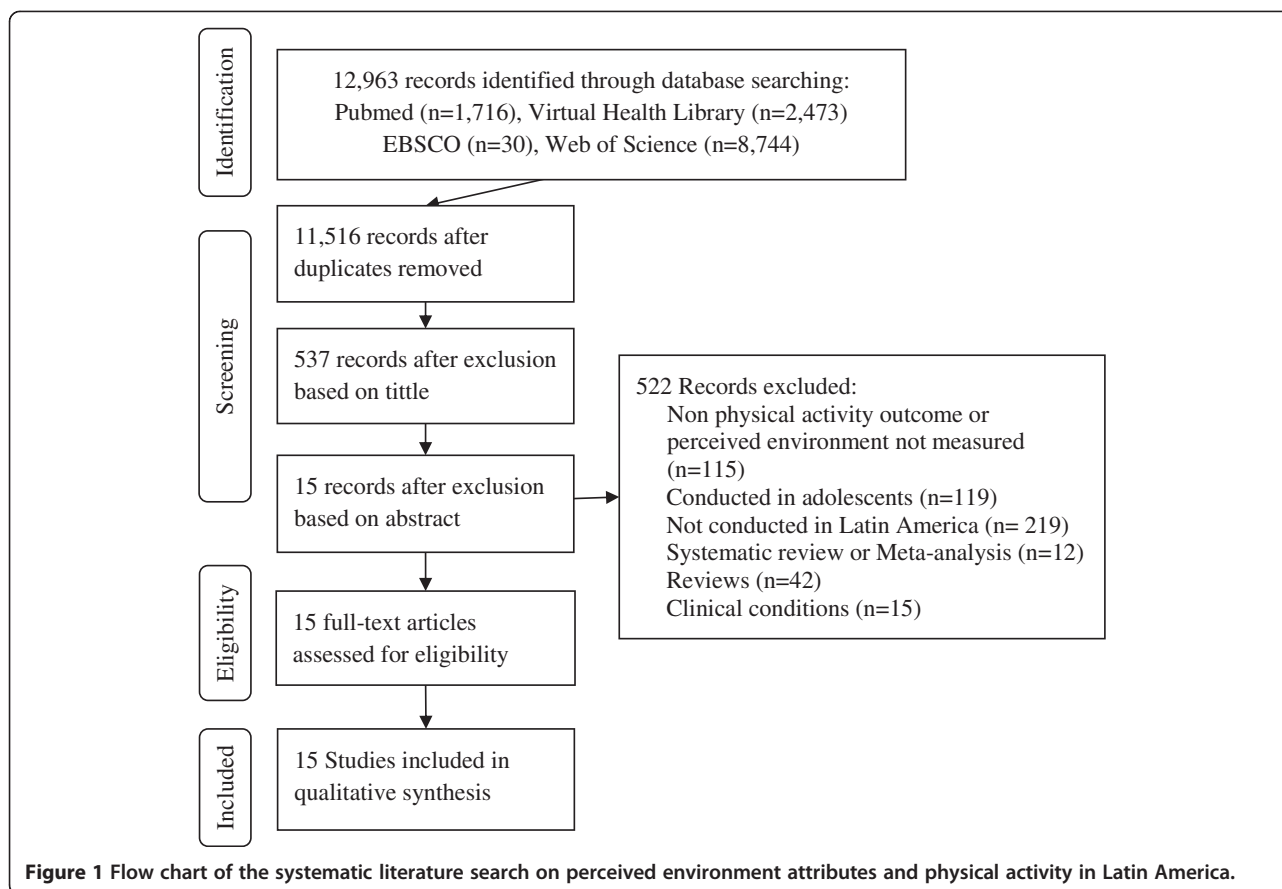 Identification
12,963 records identified through database searching:
Pubmed (n=1,716), Virtual Health Library (n=2,473)
EBSCO (n=30), Web of Science (n=8,744)
Screening
11,516 records after
duplicates removed
537 records after exclusion
based on tittle
15 records after exclusion
based on abstract
522 Records excluded:
Non physical activity outcome or
perceived environment not measured
(n=115)
Conducted in adolescents (n=119)
Not conducted in Latin America (n= 219)
Systematic review or Meta-analysis (n=12)
Reviews (n=42)
Clinical conditions (n=15)
Eligibility
15 full-text articles
assessed for eligibility
Included
15 Studies included in
qualitative synthesis
Figure 1 Flow chart of the systematic literature search on perceived environment attributes and physical activity in Latin America.